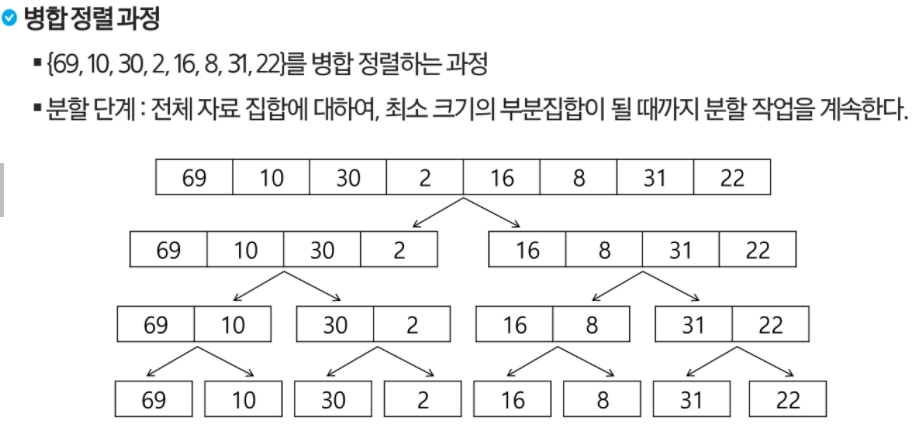 병합 정렬 과정
▪ {69, 10, 30, 2, 16, 8, 31, 22}를 병합 정렬하는 과정
▪ 분할 단계 : 전체 자료 집합에 대하여, 최소 크기의 부분집합이 될 때까지 분할 작업을 계속한다.
69 10 30 2 16 8 31 22
69 10 30 2 16 8 31 22
69 10 30 2 16 8 31 22
69 10 30 2 16 8 31 22